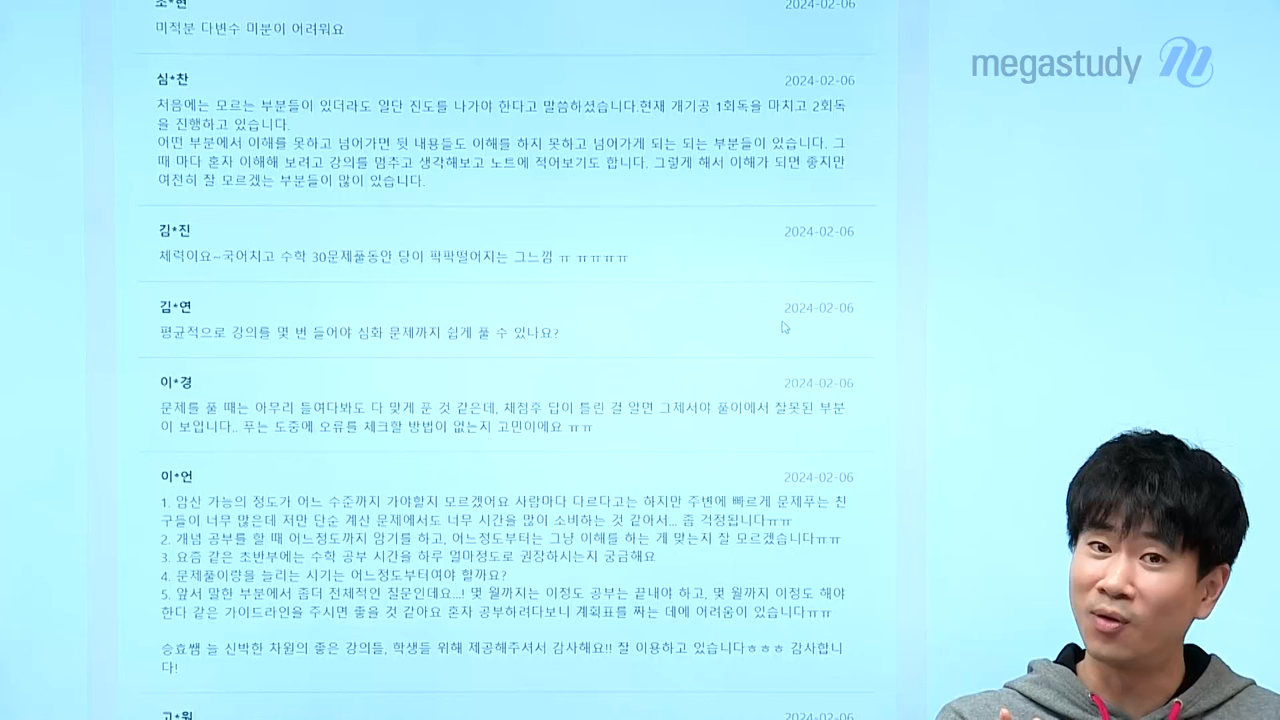 조*현 2024-02-06
미적분 다변수 미분이 어려워요
megastudy
심*찬 2024-02-06
처음에는 모르는 부분들이 있더라도 일단 진도를 나가야 한다고 말씀하셨습니다.현재 개기공 1회독을 마치고 2회독
을 진행하고 있습니다.
어떤 부분에서 이해를 못하고 넘어가면 뒷 내용들도 이해를 하지 못하고 넘어가게 되는 되는 부분들이 있습니다. 그
때 마다 혼자 이해해 보려고 강의를 멈추고 생각해보고 노트에 적어보기도 합니다. 그렇게 해서 이해가 되면 좋지만
여전히 잘 모르겠는 부분들이 많이 있습니다.
김*진 2024-02-06
체력이요~국어치고 수학 30문제풀동안 당이 팍팍떨어지는 그느낌 ㅠ ㅠㅠㅠㅠ
김*연 2024-02-06
평균적으로 강의를 몇 번 들어야 심화 문제까지 쉽게 풀 수 있나요?
이*경 2024-02-06
문제를 풀 때는 아무리 들여다봐도 다 맞게 푼 것 같은데, 채점후 답이 틀린 걸 알면 그제서야 풀이에서 잘못된 부분
이 보입니다.. 푸는 도중에 오류를 체크할 방법이 없는지 고민이에요 ㅠㅠ
이*언 2024-02-06
1. 암산 가능의 정도가 어느 수준까지 가야할지 모르겠어요 사람마다 다르다고는 하지만 주변에 빠르게 문제푸는 친
구들이 너무 많은데 저만 단순 계산 문제에서도 너무 시간을 많이 소비하는 것 같아서... 좁 걱정됩니다ㅠㅠ
2. 개념 공부를 할 때 어느정도까지 암기를 하고, 어느정도부터는 그냥 이해를 하는 게 맞는지 잘 모르겠습니다ㅠㅠ
3. 요즘 같은 초반부에는 수학 공부 시간을 하루 얼마정도로 권장하시는지 궁금해요
4. 문제풀이량을 늘리는 시기는 어느정도부터여야 할까요?
5. 앞서 말한 부분에서 좁더 전체적인 질문인데요...! 몇 월까지는 이정도 공부는 끝내야 하고, 몇 월까지 이정도 해야
한다 같은 가이드라인을 주시면 좋을 것 같아요 혼자 공부하려다보니 계획표를 짜는 데에 어려움이 있습니다ㅠㅠ
승효쌤 늘 신박한 차원의 좋은 강의들, 학생들 위해 제공해주셔서 감사해요!! 잘 이용하고 있습니다ㅎㅎㅎ 감사합니
다!
고*원 2024-02-06